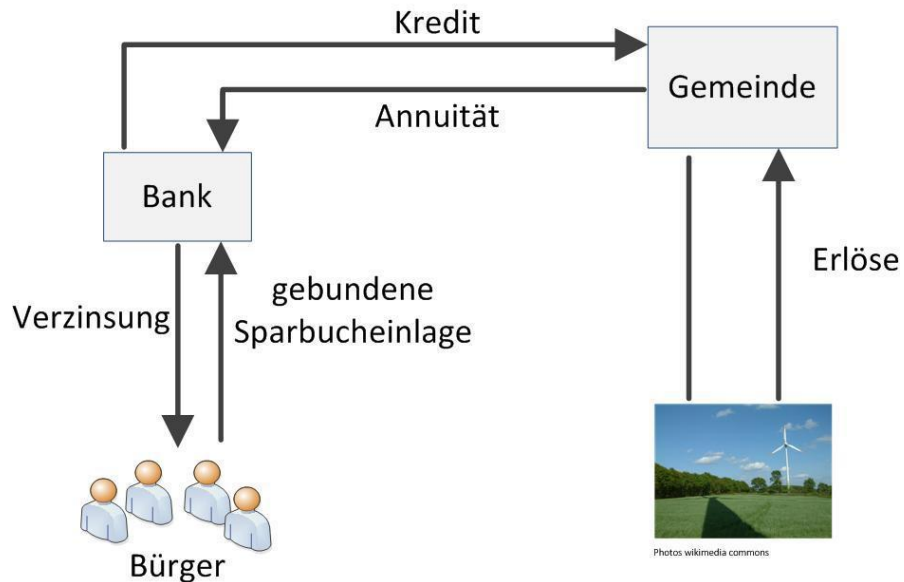 Kredit
Gemeinde
Annuität
Bank
Erlöse
Verzinsung
gebundene
Sparbucheinlage
Bürger
Photos wikimedia commons